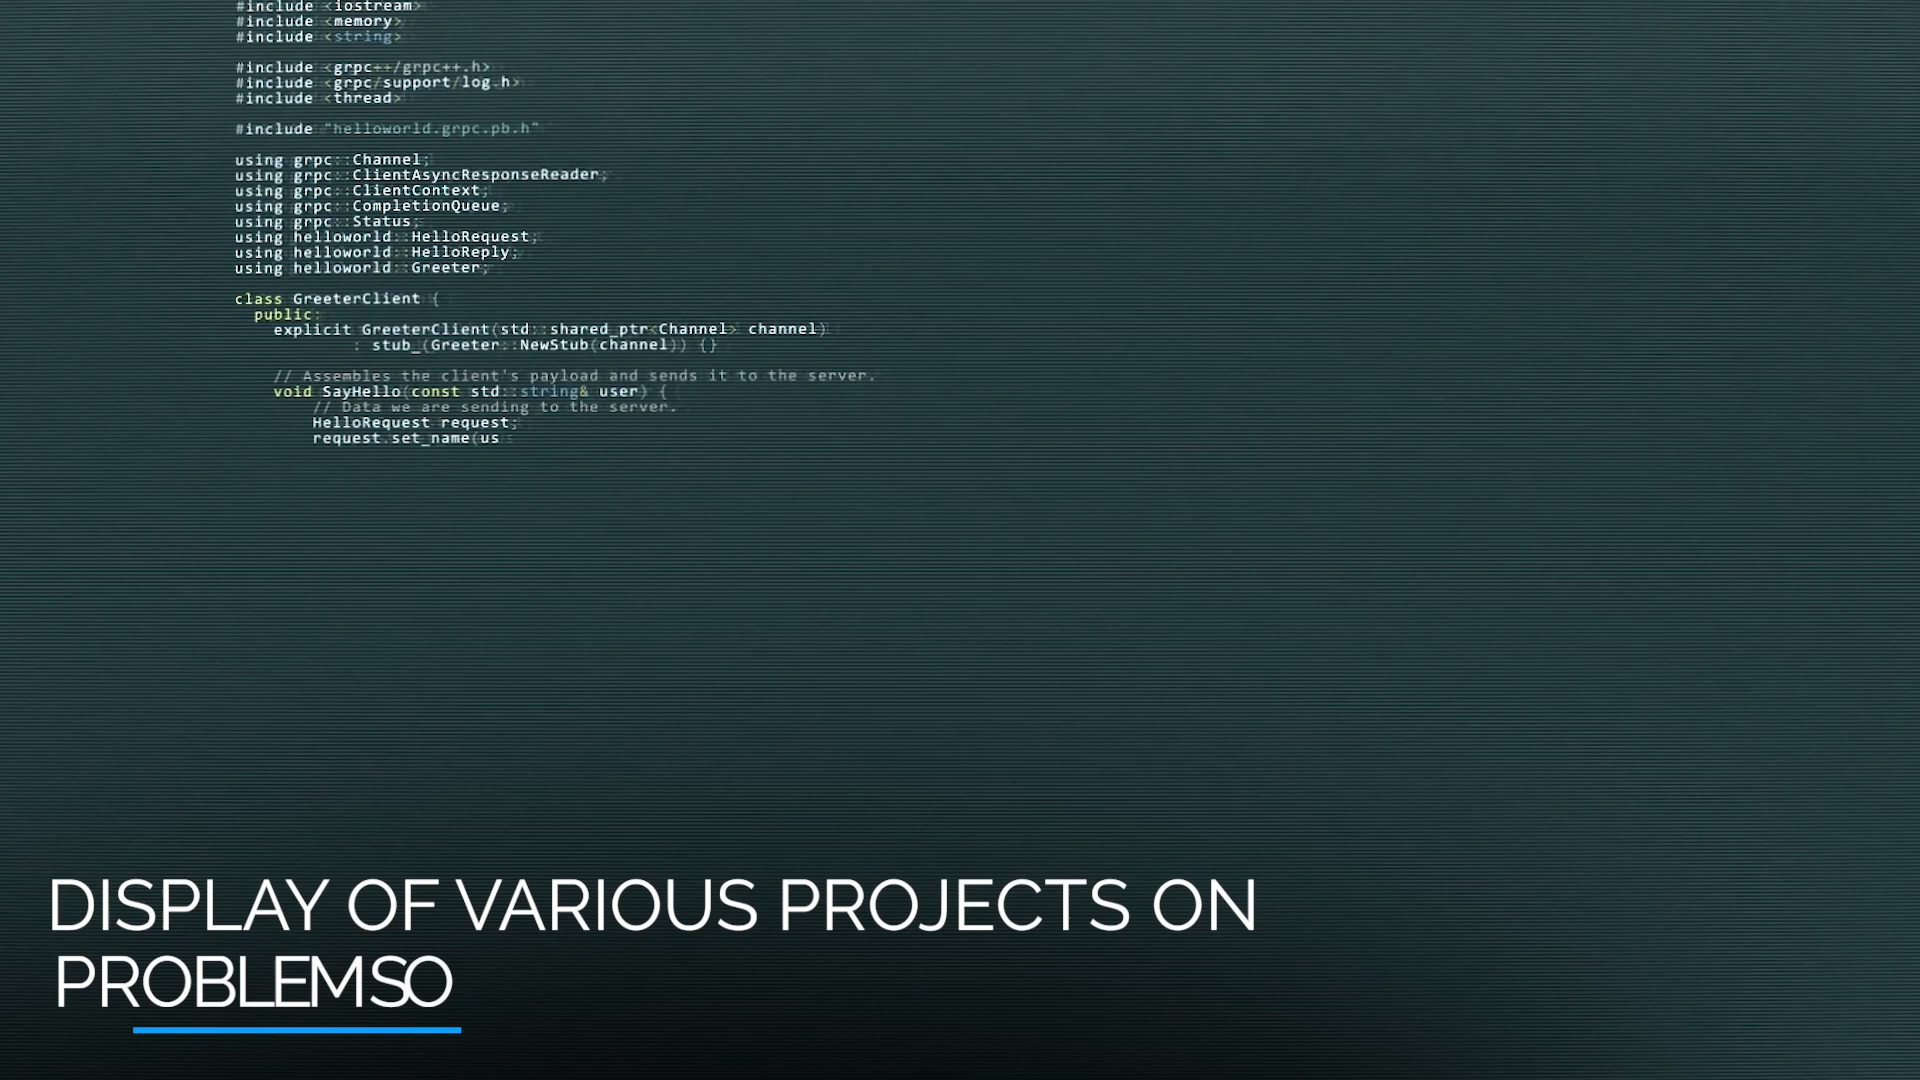 #include <iostream>
#include <memory>
#include <string>
#include <grpc++/grpc++.h>
#include <grpc/support/log.h>
#include <thread>
#include "helloworld.grpc.pb.h"
using grpc::Channel;
using grpc::ClientAsyncResponseReader;
using grpc::ClientContext;
using grpc::CompletionQueue;
using grpc::Status;
using helloworld::HelloRequest;
using helloworld::HelloReply;
using helloworld::Greeter;
class GreeterClient {
public:
explicit GreeterClient(std::shared_ptr<Channel> channel)
: stub_(Greeter::NewStub(channel)) {}
// Assembles the client's payload and sends it to the server.
void SayHello(const std::string& user) {
// Data we are sending to the server.
HelloRequest request;
request.set_name(us
DISPLAY OF VARIOUS PROJECTS ON
PROBLEMSO